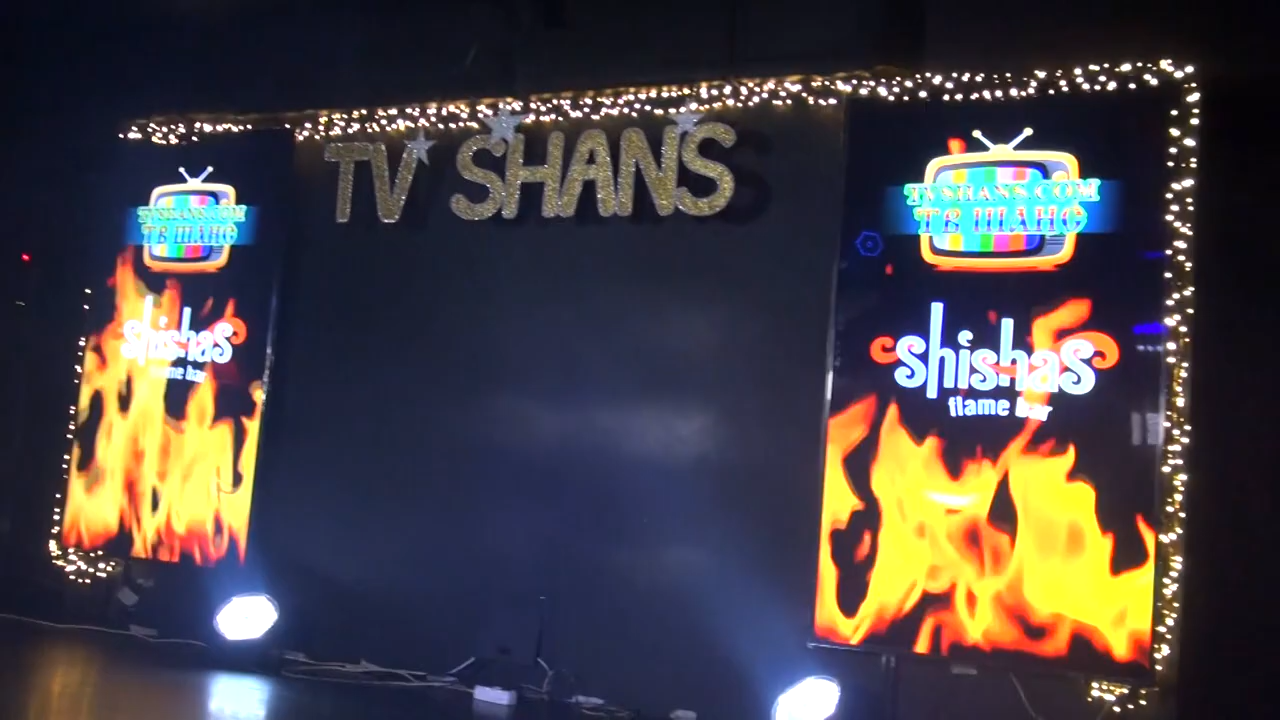 TV SHANS
TVSHANS.COM
ТВ ШАНС
shishas
flame bar
TVSHANS.COM
ТВ ШАНС
shishas
flame bar